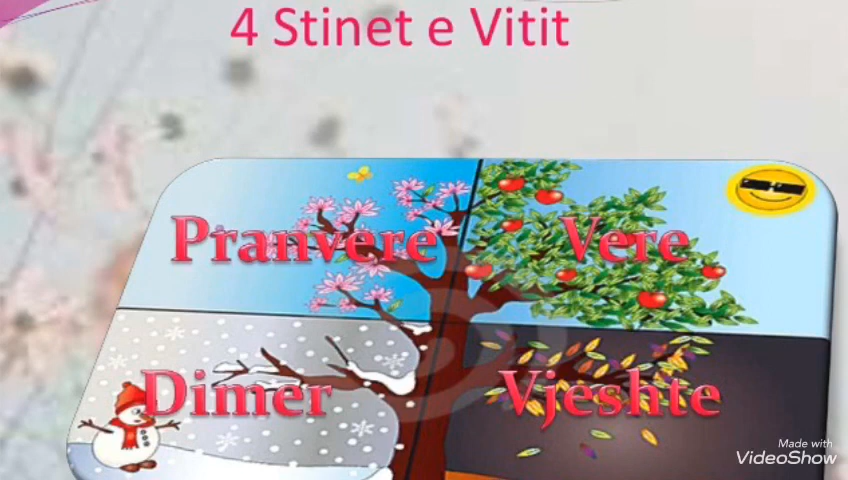 4 Stinet e Vitit
Pranvere
Vere
Dimer
Vjeshte
Made with
VideoShow